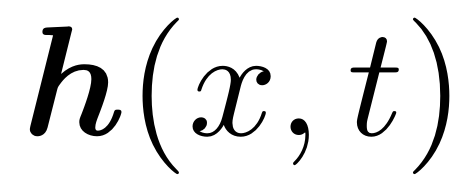 h(x, t)